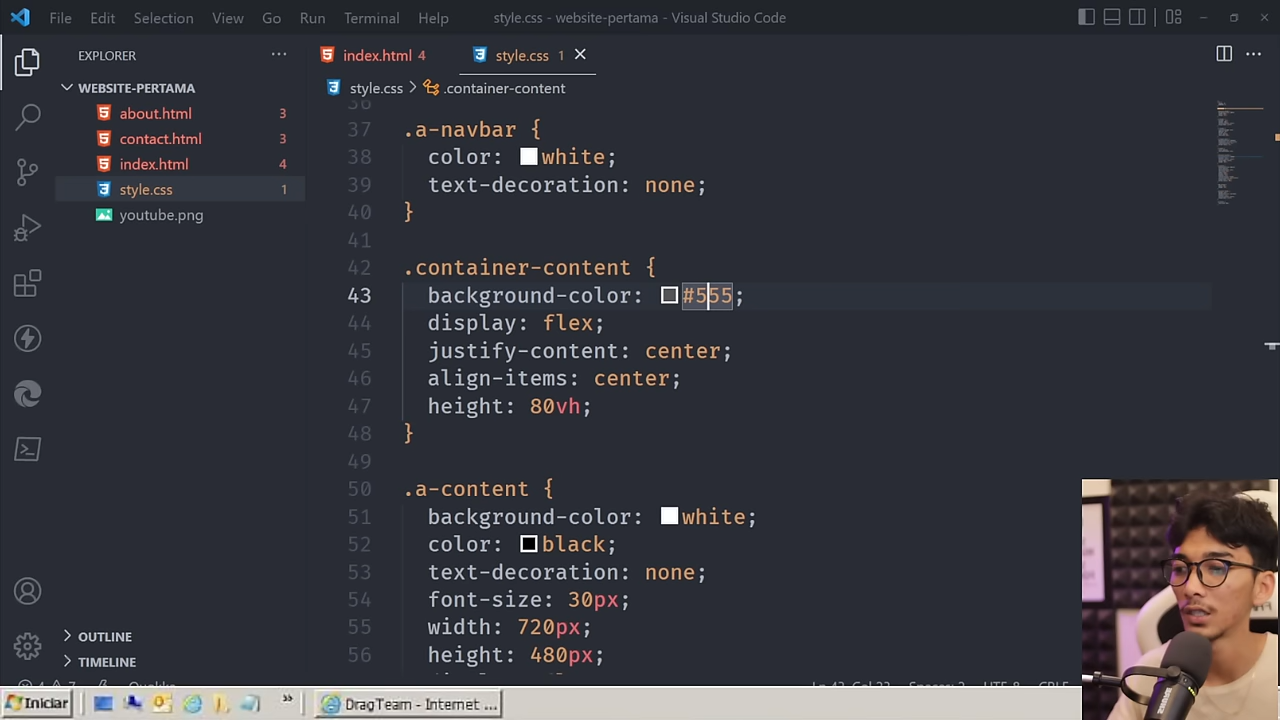 File Edit Selection View Go Run Terminal Help style.css - website-pertama - Visual Studio Code
EXPLORER
WEBSITE-PERTAMA
about.html 3
contact.html 3
index.html 4
style.css 1
youtube.png
OUTLINE
TIMELINE
index.html 4 style.css 1
style.css > .container-content
37 .a-navbar {
38 color: white;
39 text-decoration: none;
40 }
41
42 .container-content {
43 background-color: #555;
44 display: flex;
45 justify-content: center;
46 align-items: center;
47 height: 80vh;
48 }
49
50 .a-content {
51 background-color: white;
52 color: black;
53 text-decoration: none;
54 font-size: 30px;
55 width: 720px;
56 height: 480px;
Iniciar » DragTeam - Internet ...